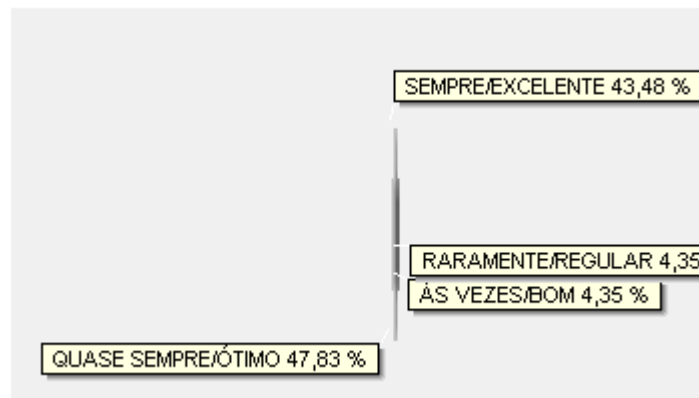 SEMPRE/EXCELENTE 43,48 %
RARAMENTE/REGULAR 4,35
ÀS VEZES/BOM 4,35 %
QUASE SEMPRE/ÓTIMO 47,83 %